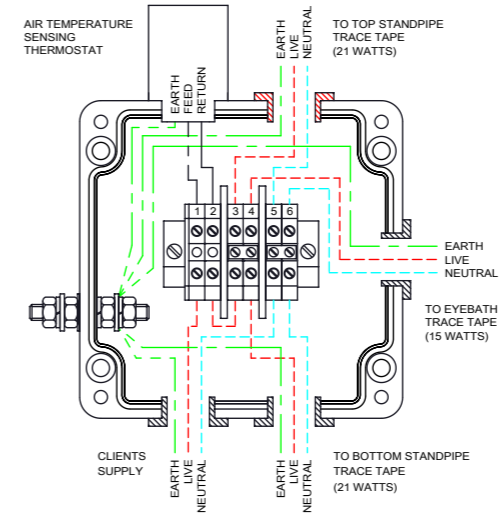 AIR TEMPERATURE
SENSING
THERMOSTAT
EARTH
FEED
RETURN
EARTH
LIVE
NEUTRAL
TO TOP STANDPIPE
TRACE TAPE
(21 WATTS)
1 2 3 4 5 6
EARTH
LIVE
NEUTRAL
TO EYEBATH
TRACE TAPE
(15 WATTS)
CLIENTS
SUPPLY
EARTH
LIVE
NEUTRAL
EARTH
LIVE
NEUTRAL
TO BOTTOM STANDPIPE
TRACE TAPE
(21 WATTS)